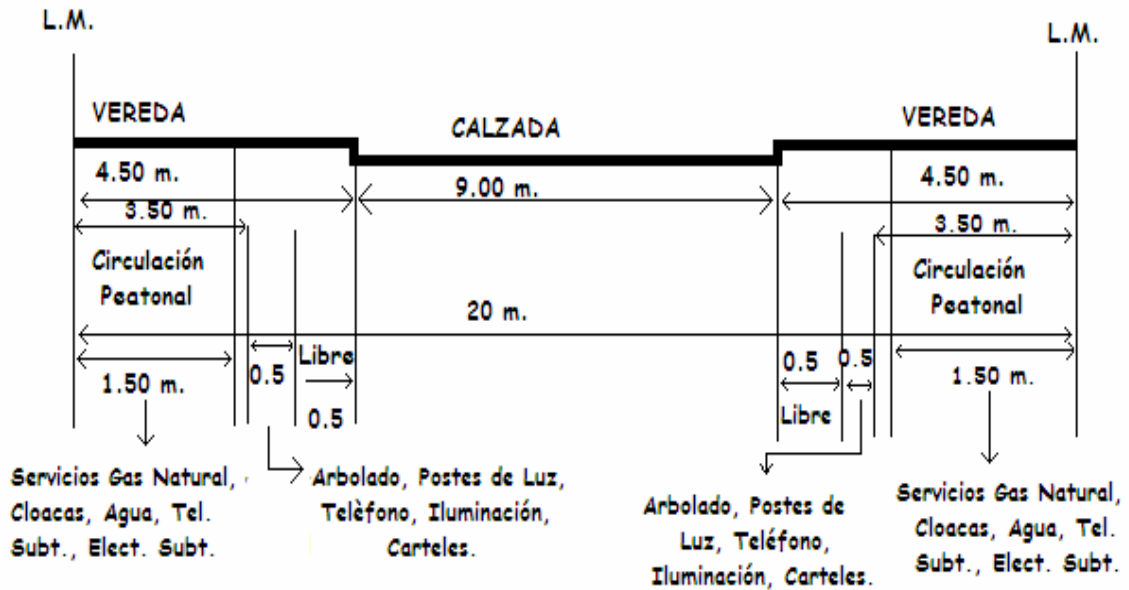 L.M.
L.M.
VEREDA
CALZADA
VEREDA
4.50 m.
9.00 m.
4.50 m.
3.50 m.
3.50 m.
Circulación
Peatonal
Circulación
Peatonal
20 m.
Libre
0.5
0.5
0.5
0.5
1.50 m.
1.50 m.
Libre
Servicios Gas Natural,
Cloacas, Agua, Tel.
Subt., Elect. Subt.
Arbolado, Postes de Luz,
Telèfono, Iluminación,
Carteles.
Arbolado, Postes de
Luz, Teléfono,
Iluminación, Carteles.
Servicios Gas Natural,
Cloacas, Agua, Tel.
Subt., Elect. Subt.